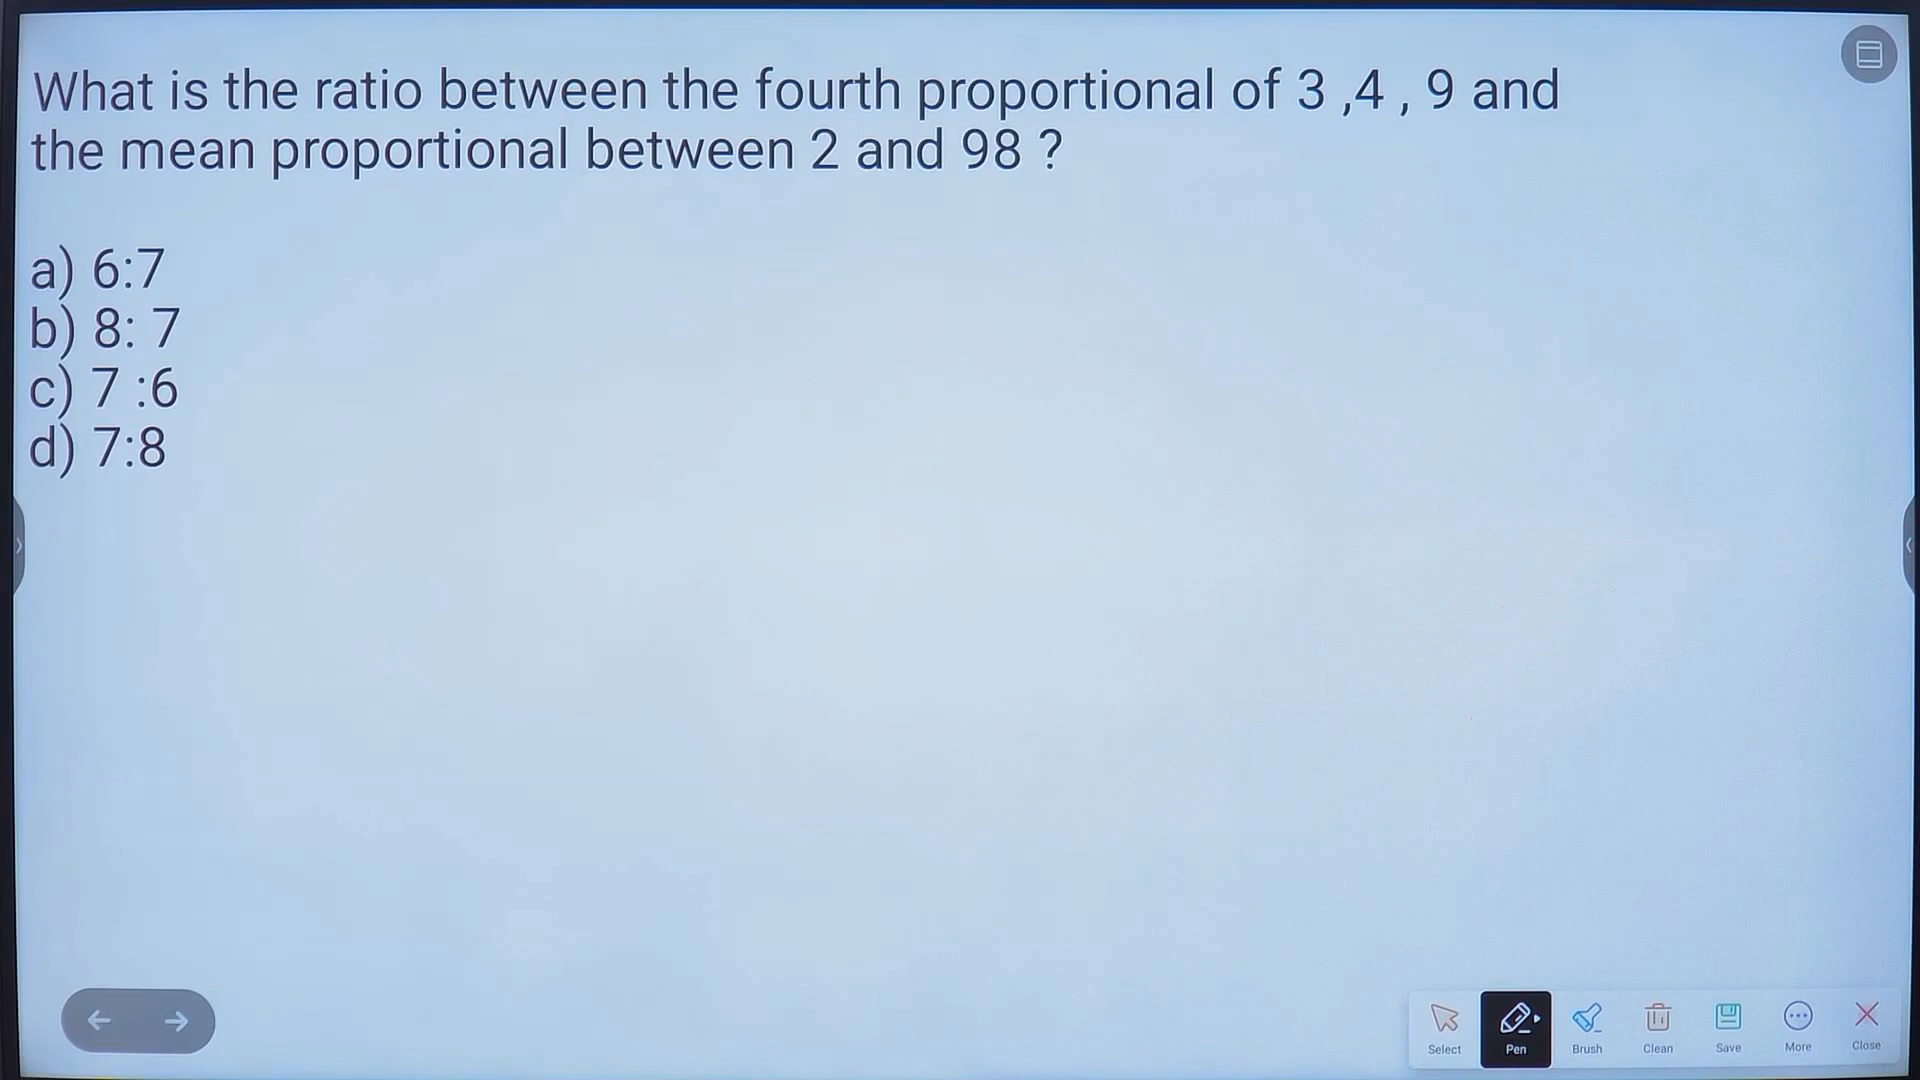 What is the ratio between the fourth proportional of 3 ,4 , 9 and
the mean proportional between 2 and 98 ?
a) 6:7
b) 8: 7
c) 7 :6
d) 7:8
Select Pen Brush Clean Save More Close